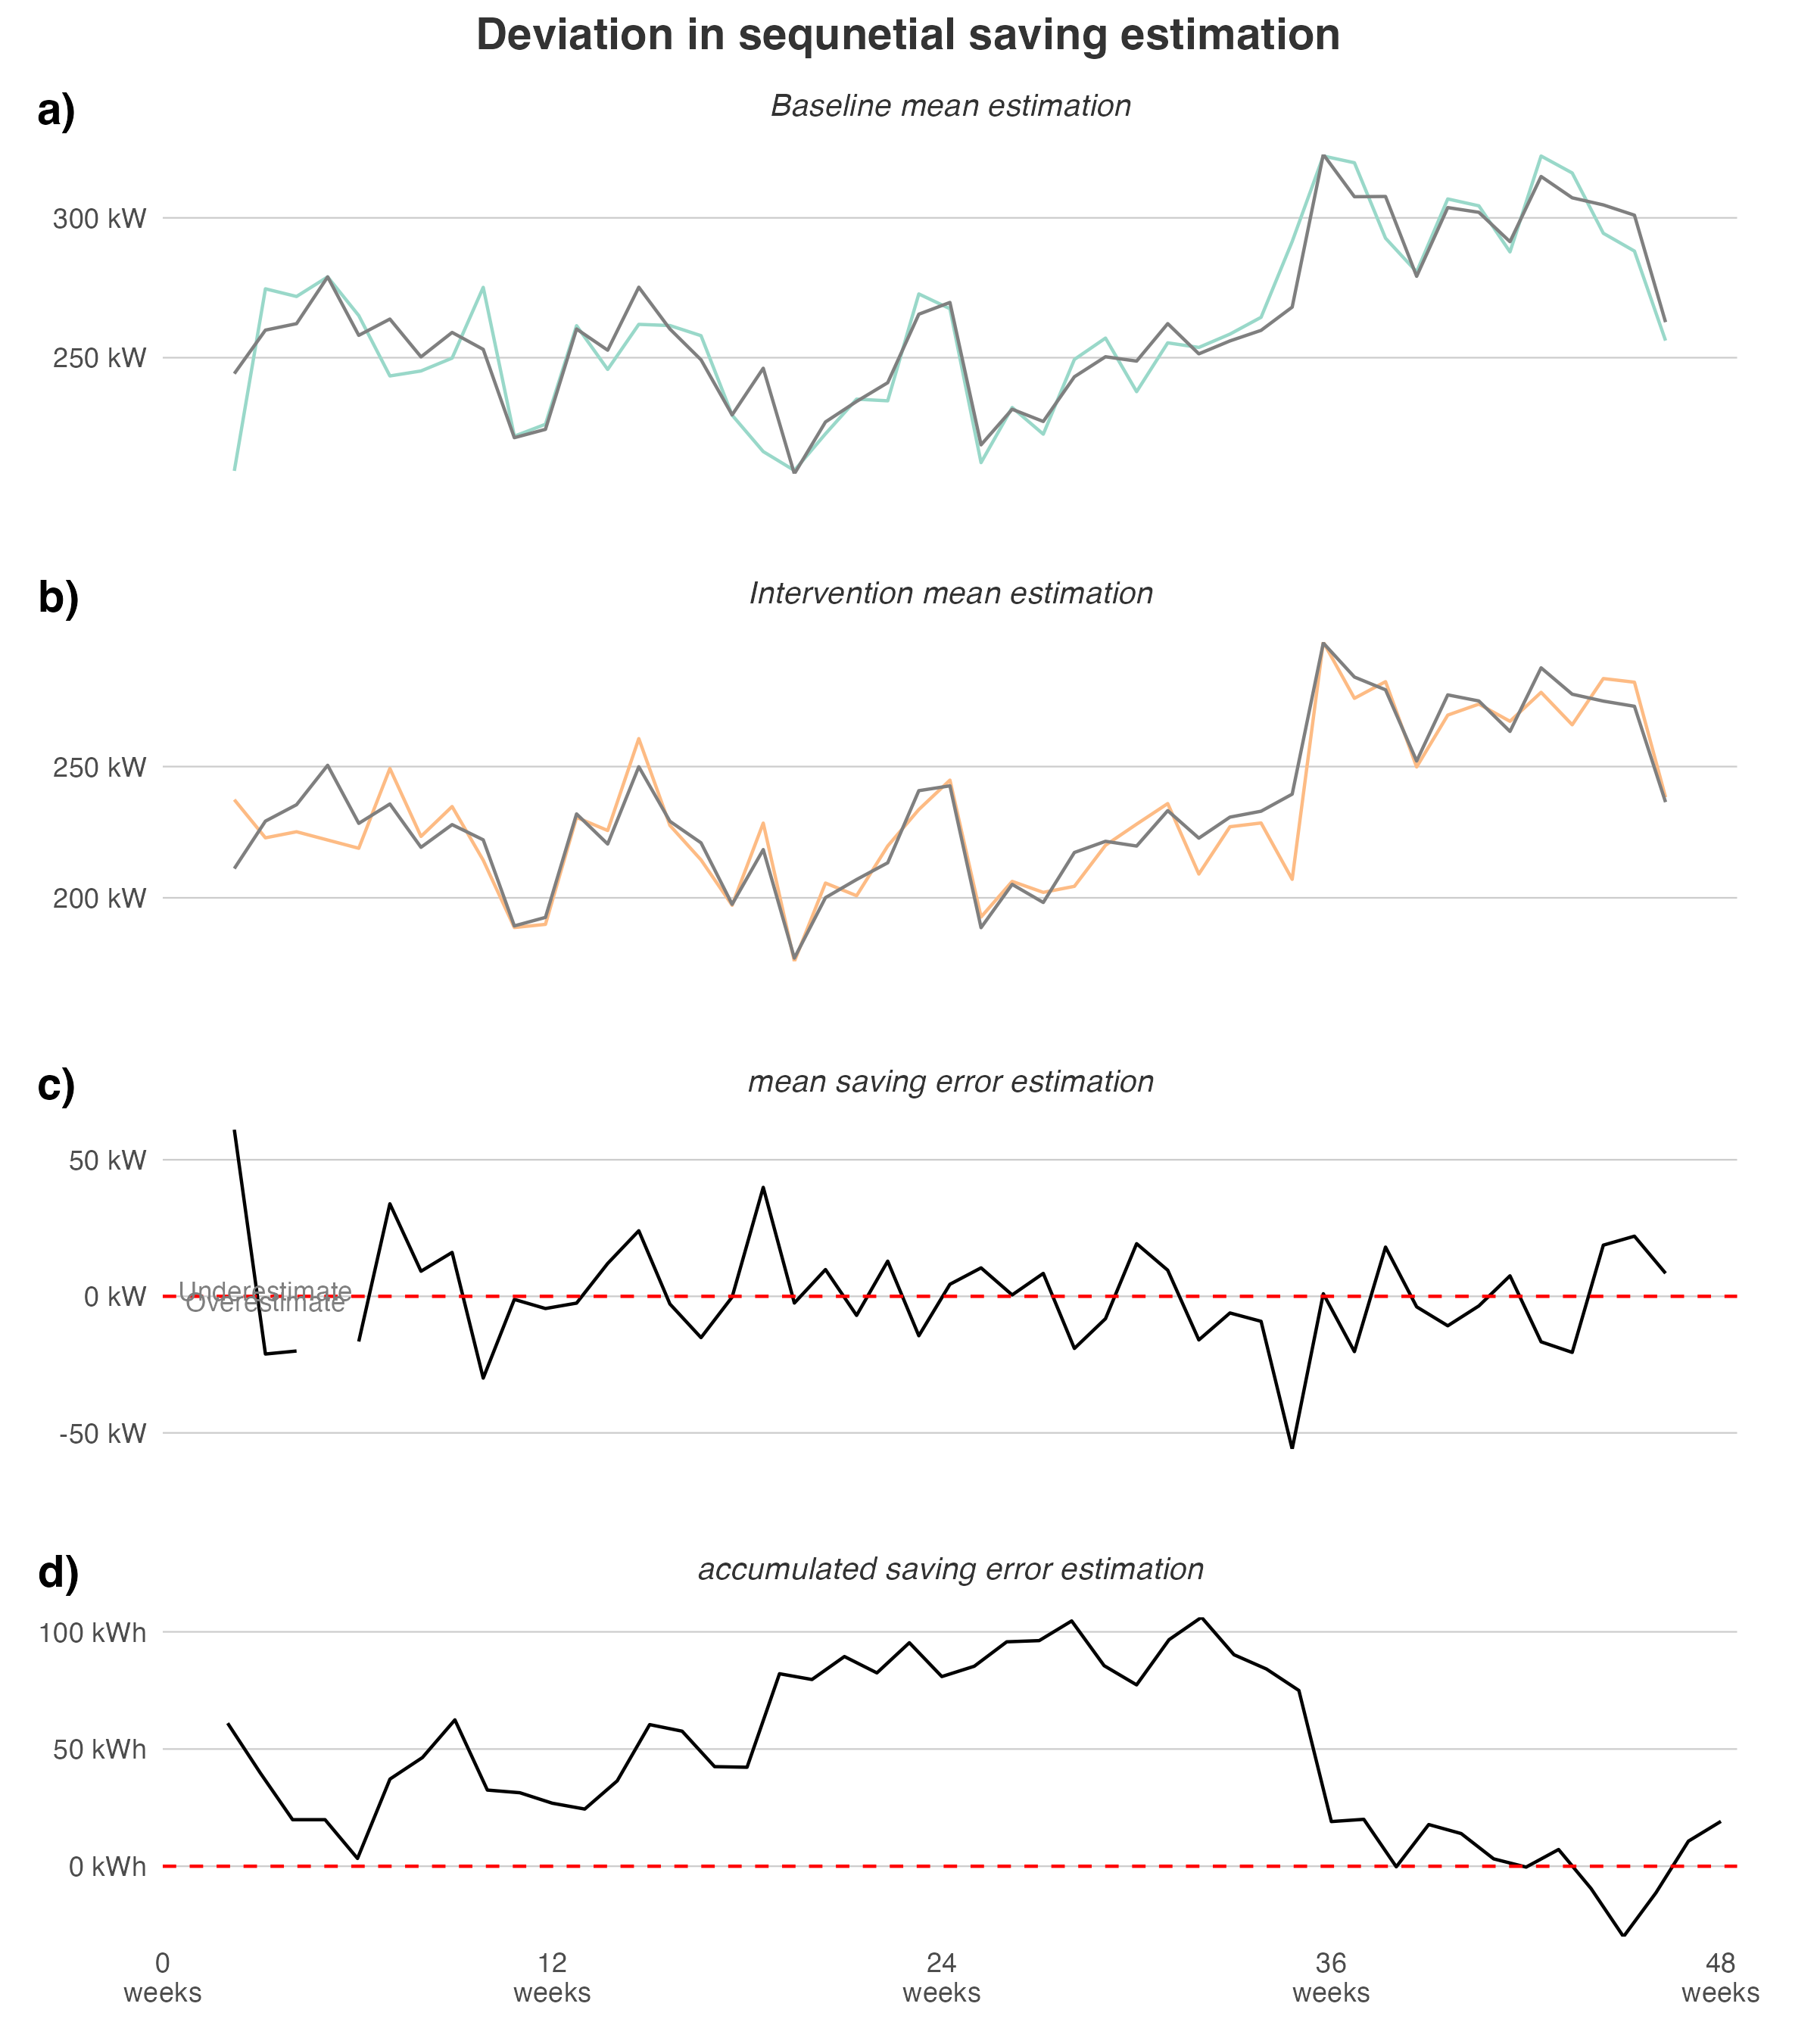 Deviation in sequnetial saving estimation
a)
Baseline mean estimation
300 kW
250 kW
b)
Intervention mean estimation
250 kW
200 kW
c)
mean saving error estimation
50 kW
Underestimate
0 kW
Overestimate
-50 kW
d)
accumulated saving error estimation
100 kWh
50 kWh
0 kWh
0
weeks
12
weeks
24
weeks
36
weeks
48
weeks